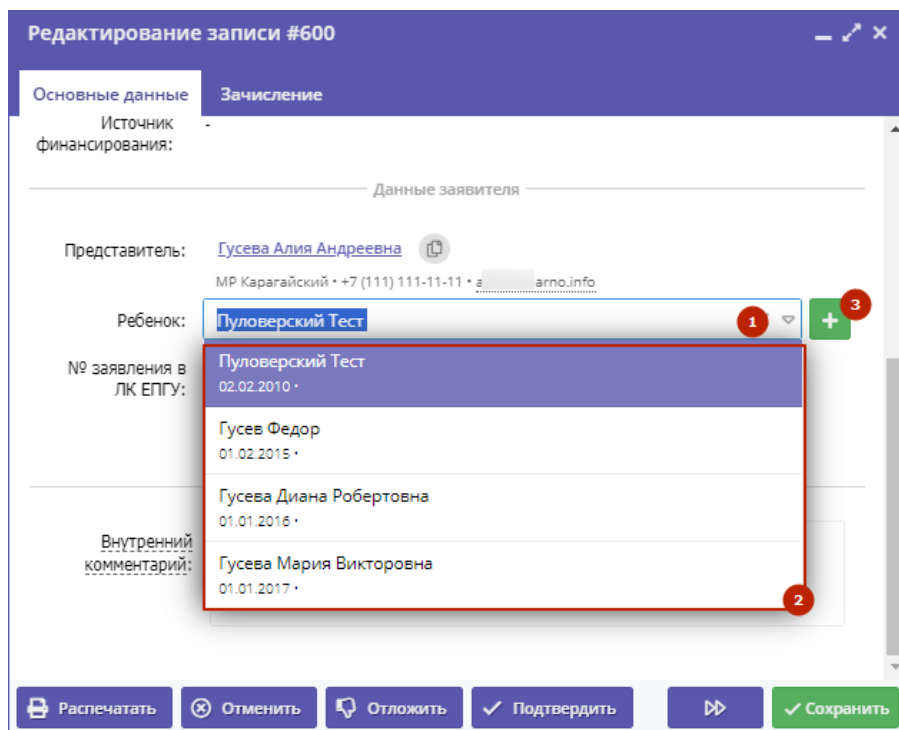 Редактирование записи #600
Основные данные Зачисление
Источник -
финансирования:
Данные заявителя
Представитель: Гусева Алия Андреевна
МР Карагайский • +7 (111) 111-11-11 • a arno.info
Ребенок: Пуловерский Тест 1 + 3
№ заявления в
ЛК ЕПГУ:
Пуловерский Тест
02.02.2010 •
Гусев Федор
01.02.2015 •
Гусева Диана Робертовна
01.01.2016 •
Внутренний
комментарий:
Гусева Мария Викторовна
01.01.2017 •
2
Распечатать Отменить Отложить Подтвердить Сохранить